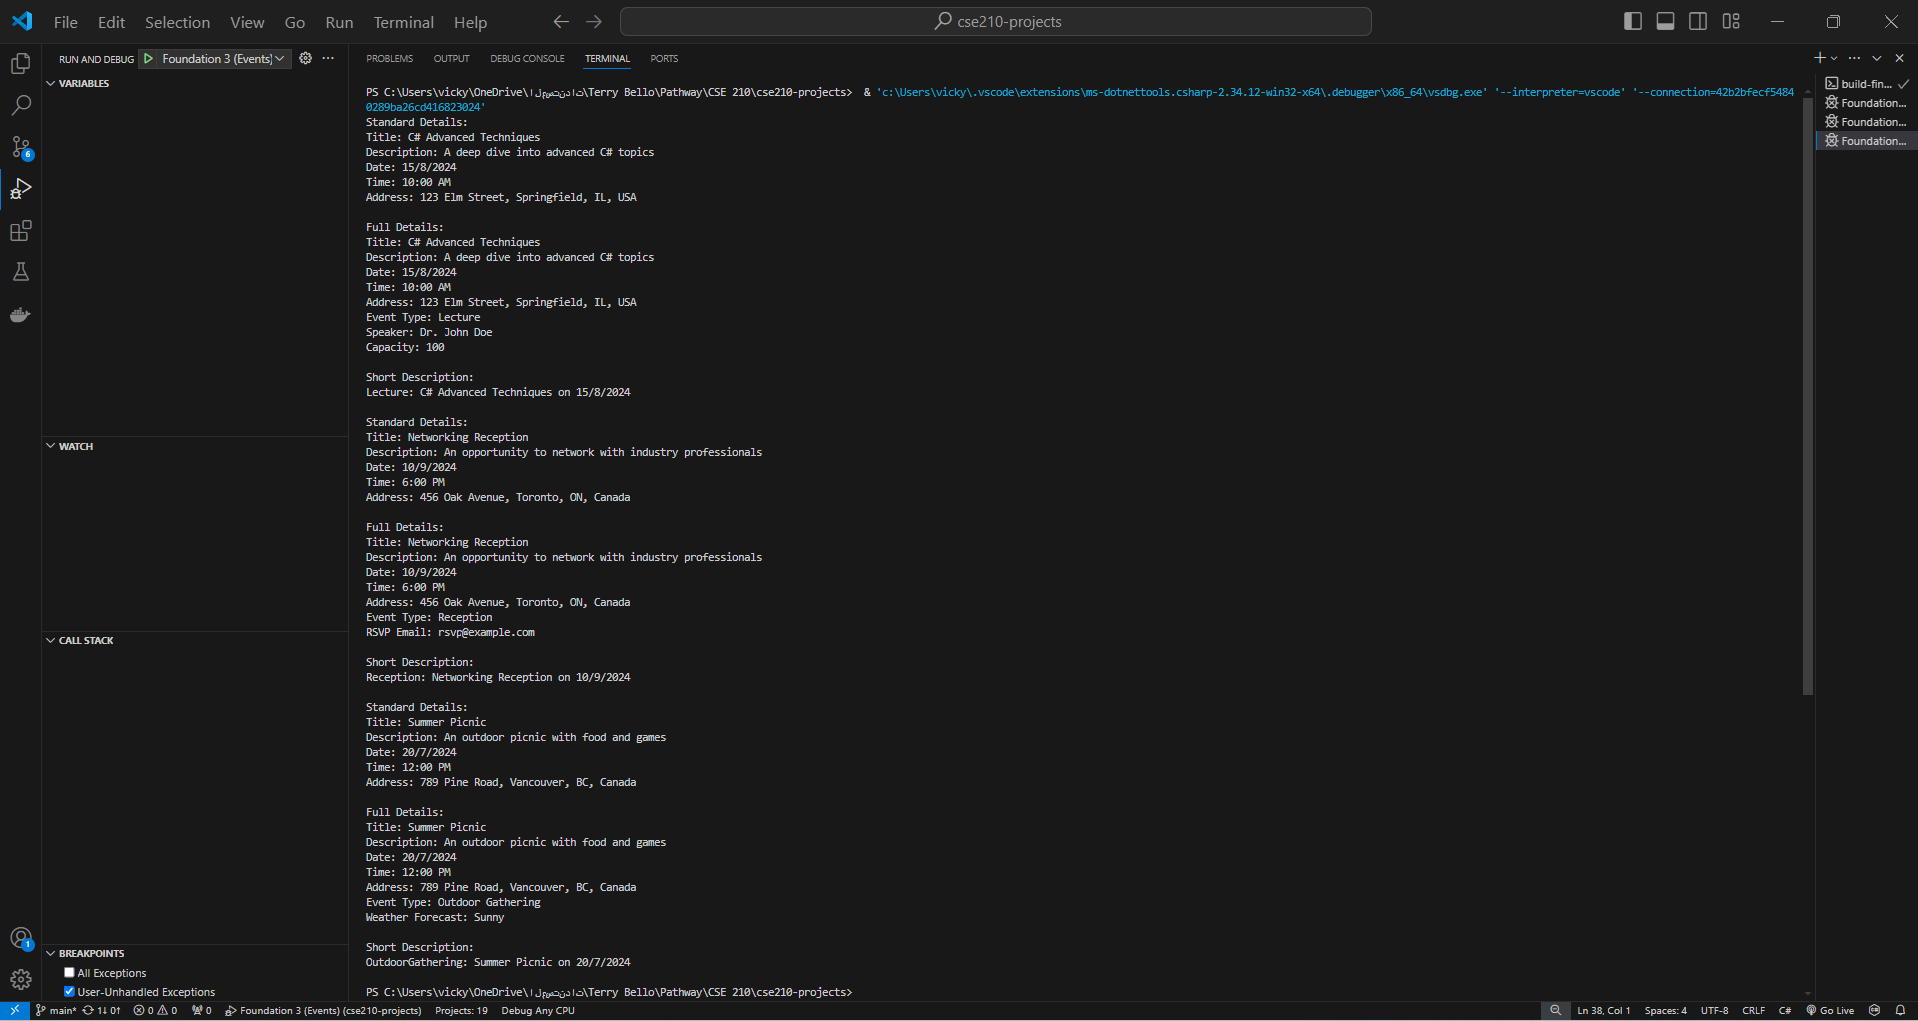 File Edit Selection View Go Run Terminal Help
cse210-projects
RUN AND DEBUG Foundation 3 (Events)
VARIABLES
WATCH
CALL STACK
BREAKPOINTS
All Exceptions
User-Unhandled Exceptions
PROBLEMS OUTPUT DEBUG CONSOLE TERMINAL PORTS
PS C:\Users\vicky\OneDrive\المستندات\Terry Bello\Pathway\CSE 210\cse210-projects> & 'c:\Users\vicky\.vscode\extensions\ms-dotnettools.csharp-2.34.12-win32-x64\.debugger\x86_64\vsdbg.exe' '--interpreter=vscode' '--connection=42b2bfecf5484
0289ba26cd416823024'
Standard Details:
Title: C# Advanced Techniques
Description: A deep dive into advanced C# topics
Date: 15/8/2024
Time: 10:00 AM
Address: 123 Elm Street, Springfield, IL, USA
Full Details:
Title: C# Advanced Techniques
Description: A deep dive into advanced C# topics
Date: 15/8/2024
Time: 10:00 AM
Address: 123 Elm Street, Springfield, IL, USA
Event Type: Lecture
Speaker: Dr. John Doe
Capacity: 100
Short Description:
Lecture: C# Advanced Techniques on 15/8/2024
Standard Details:
Title: Networking Reception
Description: An opportunity to network with industry professionals
Date: 10/9/2024
Time: 6:00 PM
Address: 456 Oak Avenue, Toronto, ON, Canada
Full Details:
Title: Networking Reception
Description: An opportunity to network with industry professionals
Date: 10/9/2024
Time: 6:00 PM
Address: 456 Oak Avenue, Toronto, ON, Canada
Event Type: Reception
RSVP Email: rsvp@example.com
Short Description:
Reception: Networking Reception on 10/9/2024
Standard Details:
Title: Summer Picnic
Description: An outdoor picnic with food and games
Date: 20/7/2024
Time: 12:00 PM
Address: 789 Pine Road, Vancouver, BC, Canada
Full Details:
Title: Summer Picnic
Description: An outdoor picnic with food and games
Date: 20/7/2024
Time: 12:00 PM
Address: 789 Pine Road, Vancouver, BC, Canada
Event Type: Outdoor Gathering
Weather Forecast: Sunny
Short Description:
OutdoorGathering: Summer Picnic on 20/7/2024
PS C:\Users\vicky\OneDrive\المستندات\Terry Bello\Pathway\CSE 210\cse210-projects>
build-fin...
Foundation...
Foundation...
Foundation...
6
1
main* 1↓ 0↑ 0 0 0 Foundation 3 (Events) (cse210-projects) Projects: 19 Debug Any CPU
Ln 38, Col 1 Spaces: 4 UTF-8 CRLF C# Go Live